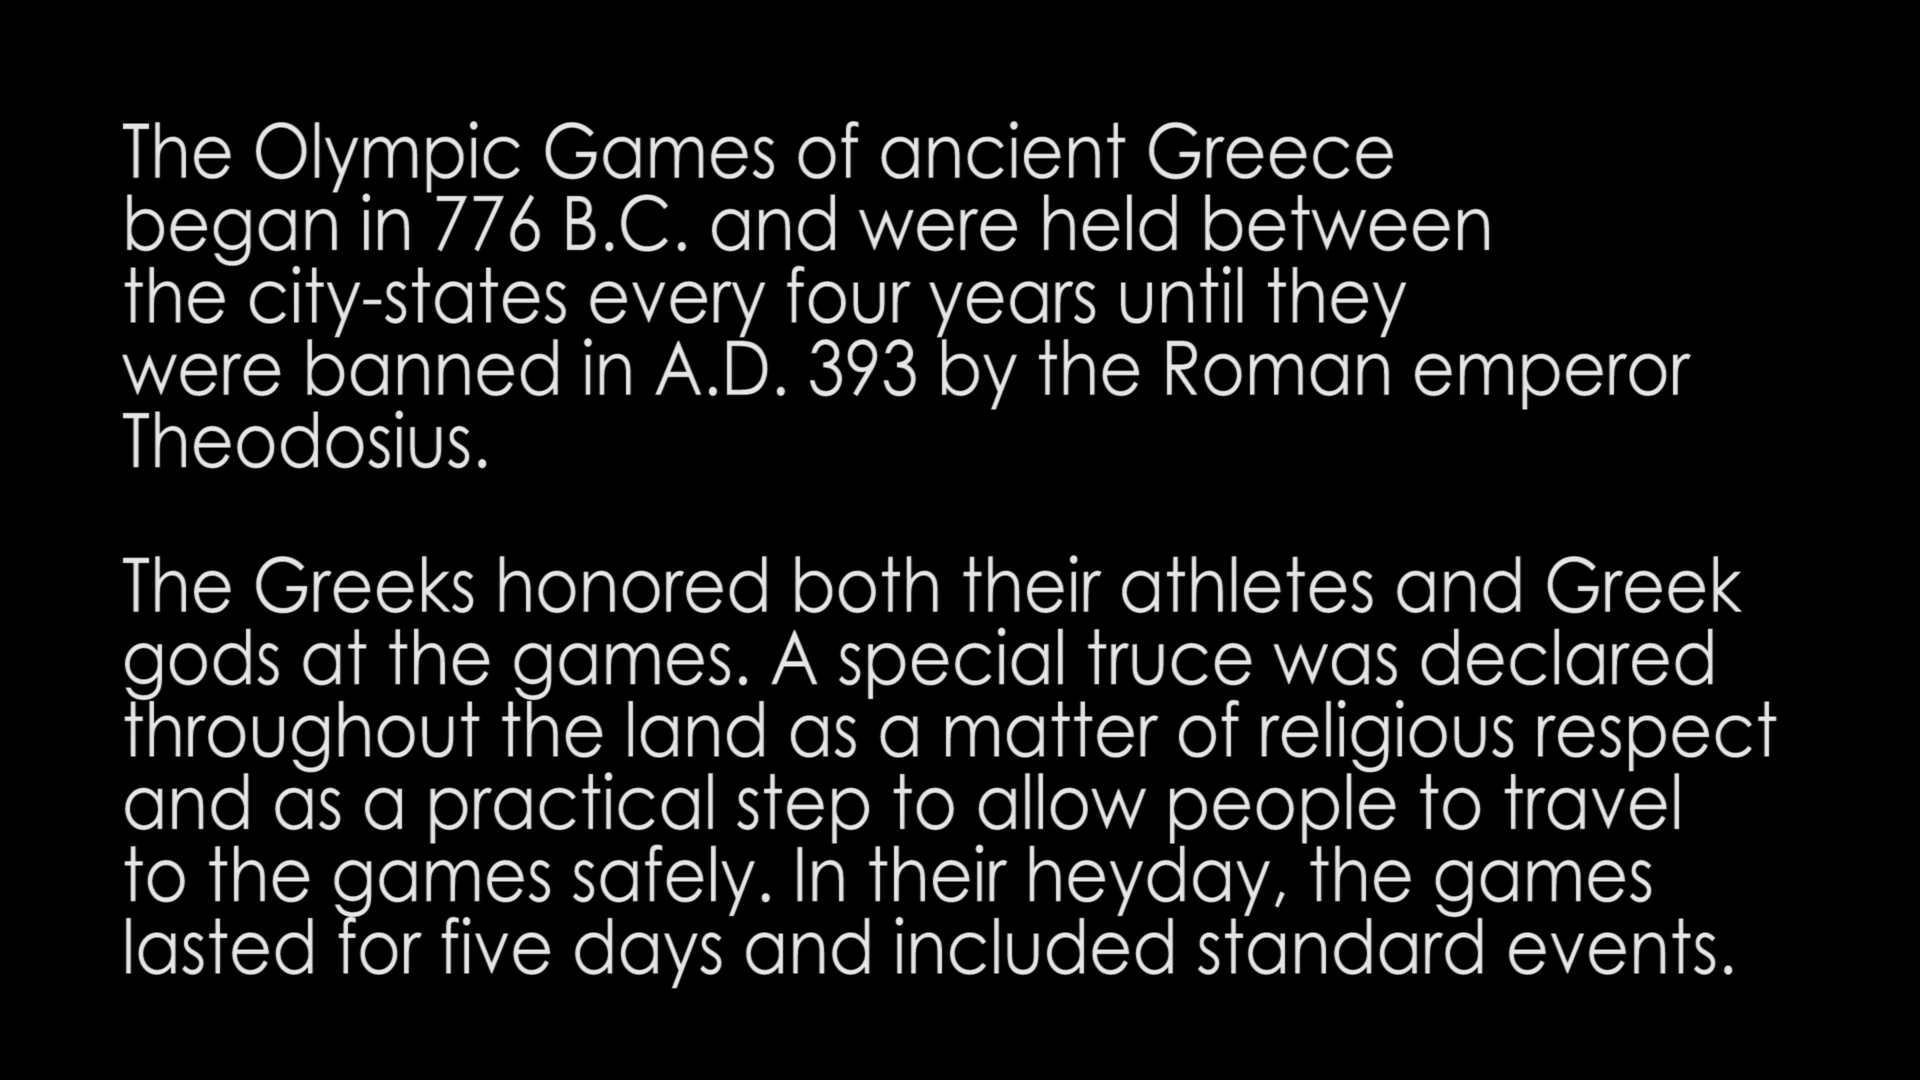 The Olympic Games of ancient Greece
began in 776 B.C. and were held between
the city-states every four years until they
were banned in A.D. 393 by the Roman emperor
Theodosius.
The Greeks honored both their athletes and Greek
gods at the games. A special truce was declared
throughout the land as a matter of religious respect
and as a practical step to allow people to travel
to the games safely. In their heyday, the games
lasted for five days and included standard events.